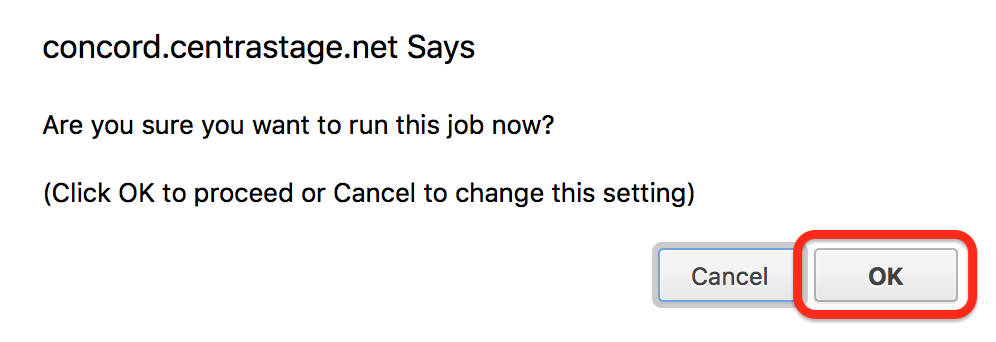 concord.centrastage.net Says
Are you sure you want to run this job now?
(Click OK to proceed or Cancel to change this setting)
Cancel OK